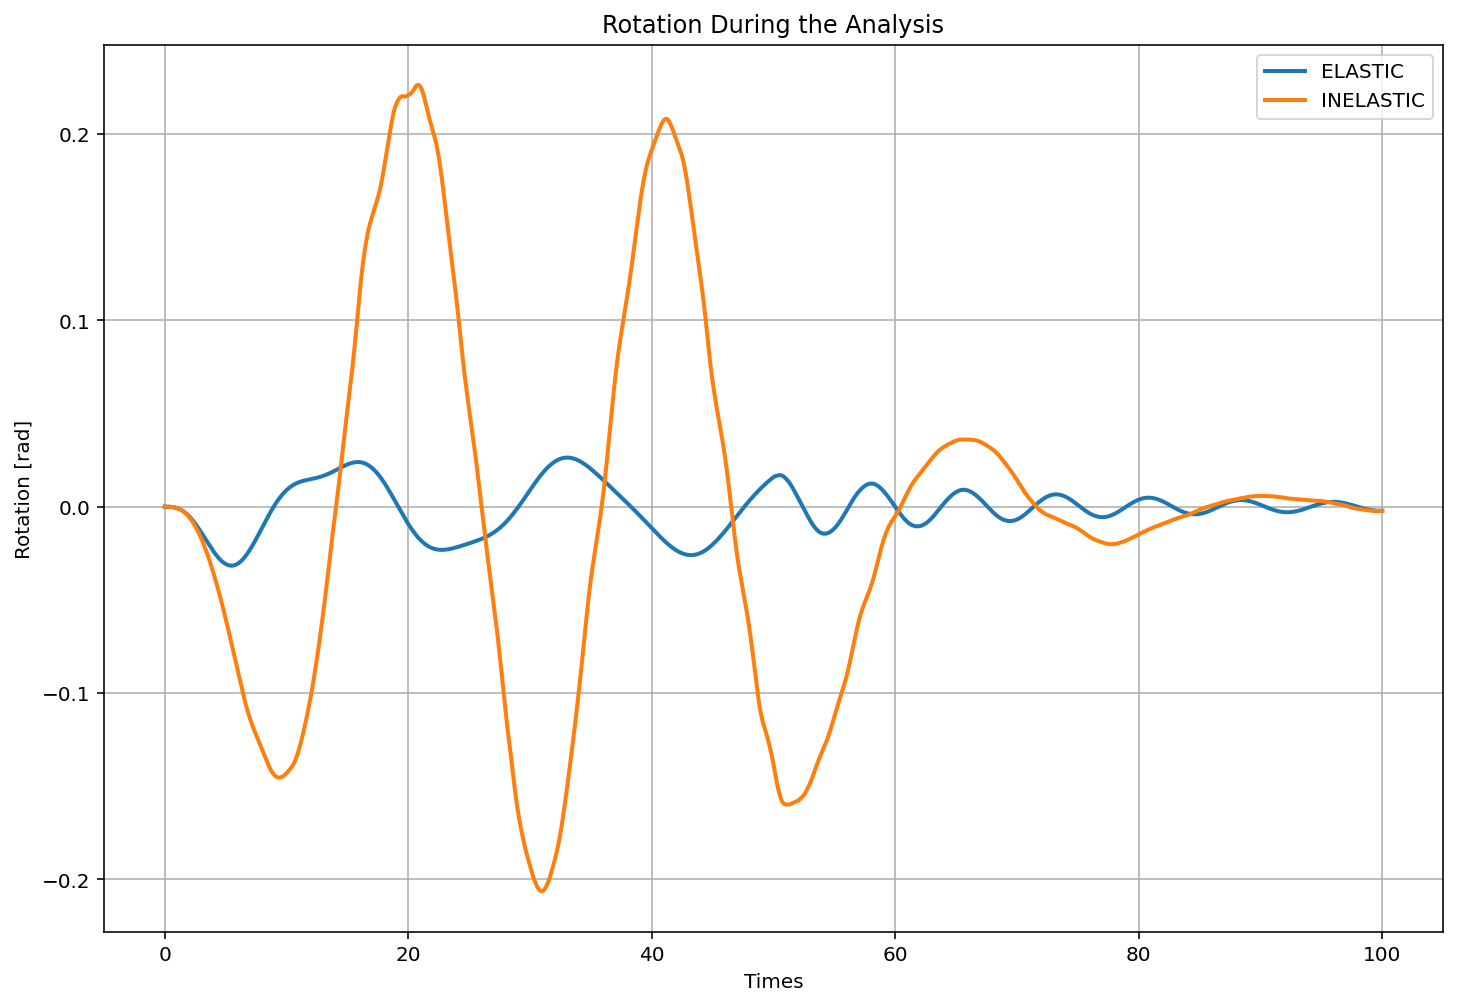 Rotation During the Analysis
ELASTIC
INELASTIC
Rotation [rad]
0.2
0.1
0.0
−0.1
−0.2
0 20 40 60 80 100
Times